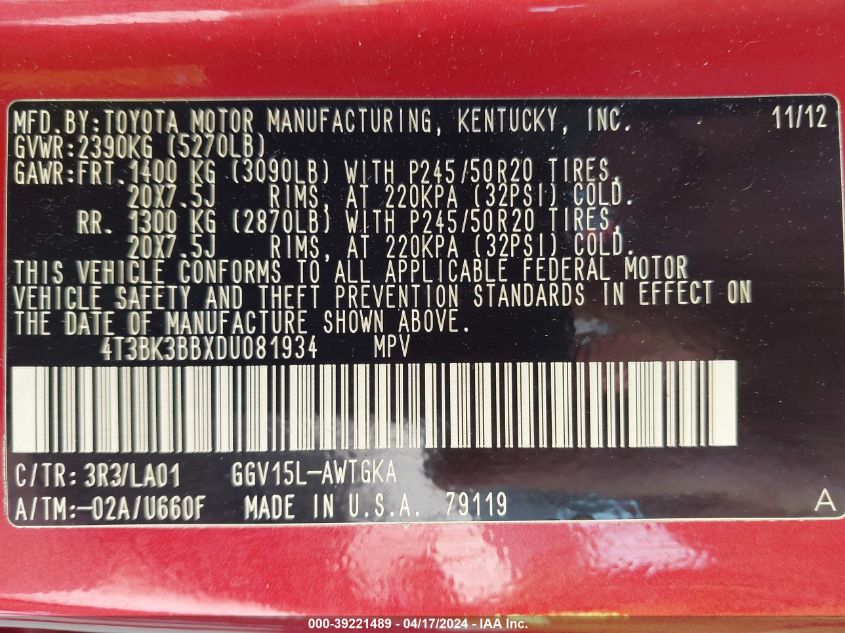 MFD.BY:TOYOTA MOTOR MANUFACTURING, KENTUCKY, INC. 11/12
GVWR:2390KG (5270LB)
GAWR:FRT.1400 KG (3090LB) WITH P245/50R20 TIRES,
20X7.5J RIMS, AT 220KPA (32PSI) COLD.
RR. 1300 KG (2870LB) WITH P245/50R20 TIRES,
20X7.5J RIMS, AT 220KPA (32PSI) COLD.
THIS VEHICLE CONFORMS TO ALL APPLICABLE FEDERAL MOTOR
VEHICLE SAFETY AND THEFT PREVENTION STANDARDS IN EFFECT ON
THE DATE OF MANUFACTURE SHOWN ABOVE.
4T3BK3BBXDU081934 MPV
C/TR: 3R3/LA01 GGV15L-AWTGKA
A/TM:-02A/U660F MADE IN U.S.A. 79119 A
000-39221489 - 04/17/2024 - IAA Inc.